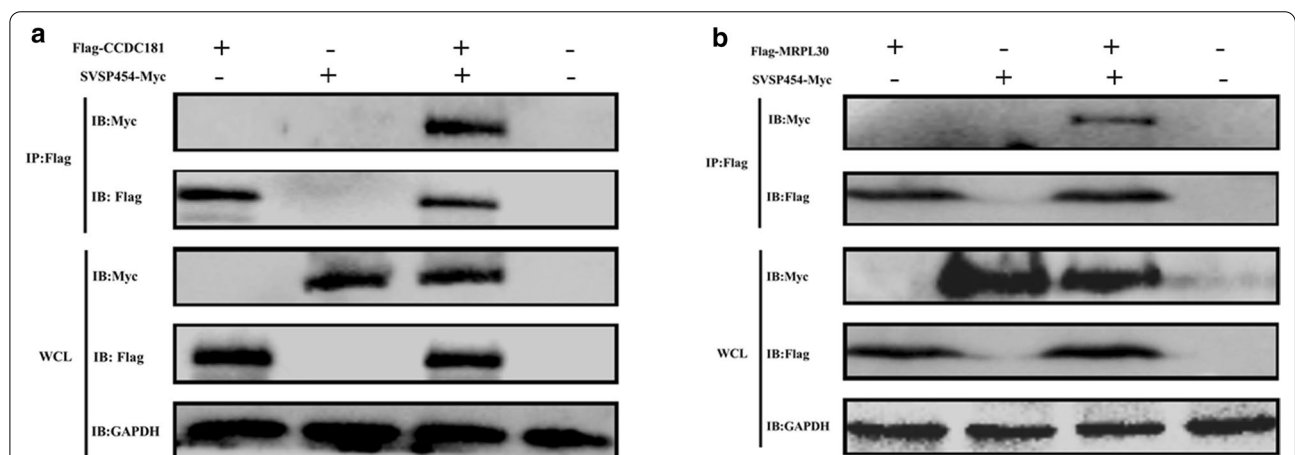 a
Flag-CCDC181 + - + -
SVSP454-Myc - + + -
IP:Flag
IB:Myc
IB: Flag
WCL
IB:Myc
IB: Flag
IB:GAPDH
b
Flag-MRPL30 + - + -
SVSP454-Myc - + + -
IP:Flag
IB:Myc
IB:Flag
WCL
IB:Myc
IB:Flag
IB:GAPDH